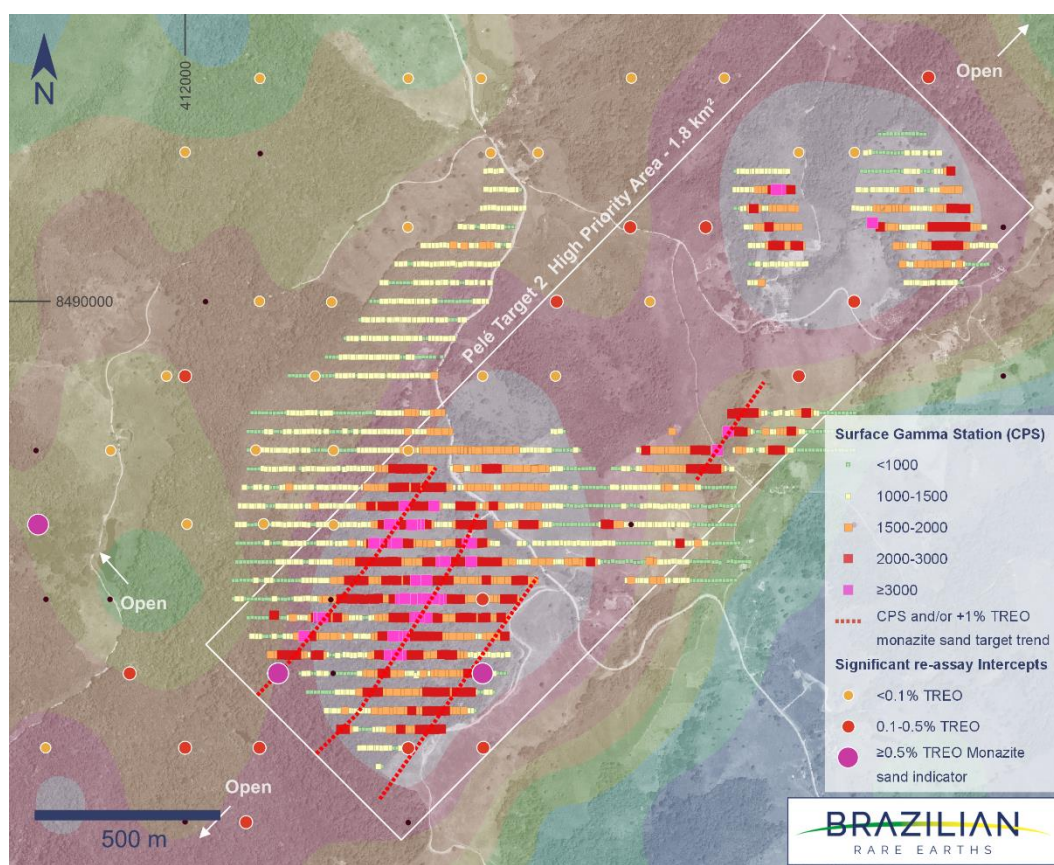 N
412000
8490000
Open
Pelé Target 2 High Priority Area - 1.8 km²
Open
Open
500 m
Surface Gamma Station (CPS)
<1000
1000-1500
1500-2000
2000-3000
≥3000
CPS and/or +1% TREO
monazite sand target trend
Significant re-assay Intercepts
<0.1% TREO
0.1-0.5% TREO
≥0.5% TREO Monazite
sand indicator
BRAZILIAN
RARE EARTHS